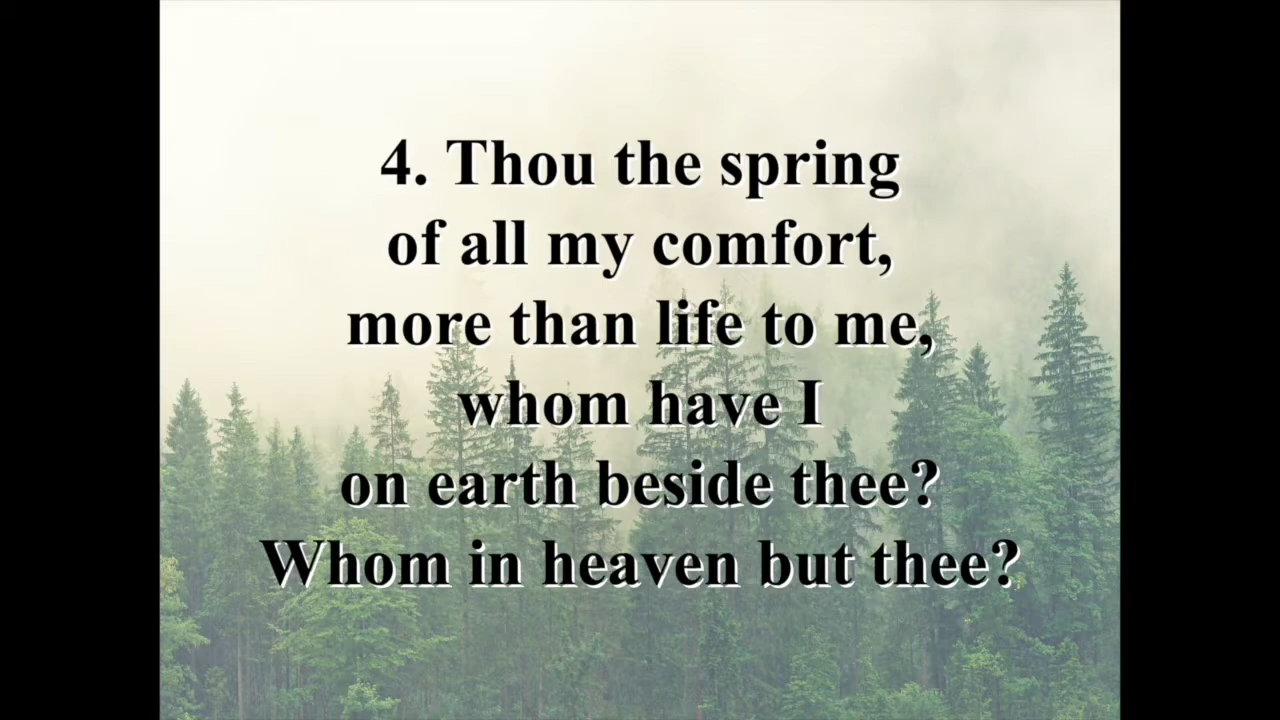 4. Thou the spring
of all my comfort,
more than life to me,
whom have I
on earth beside thee?
Whom in heaven but thee?